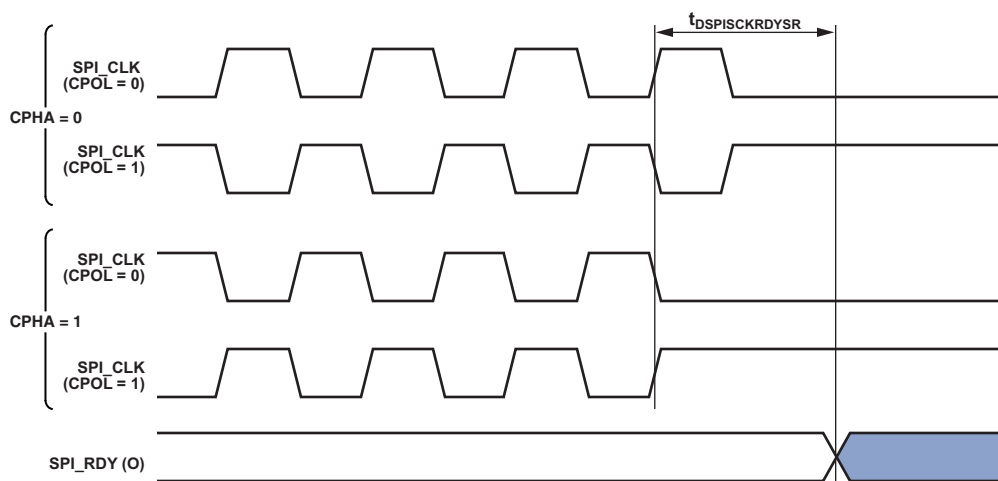 tDSPISCKRDYSR
SPI_CLK
(CPOL = 0)
CPHA = 0
SPI_CLK
(CPOL = 1)
SPI_CLK
(CPOL = 0)
CPHA = 1
SPI_CLK
(CPOL = 1)
SPI_RDY (O)